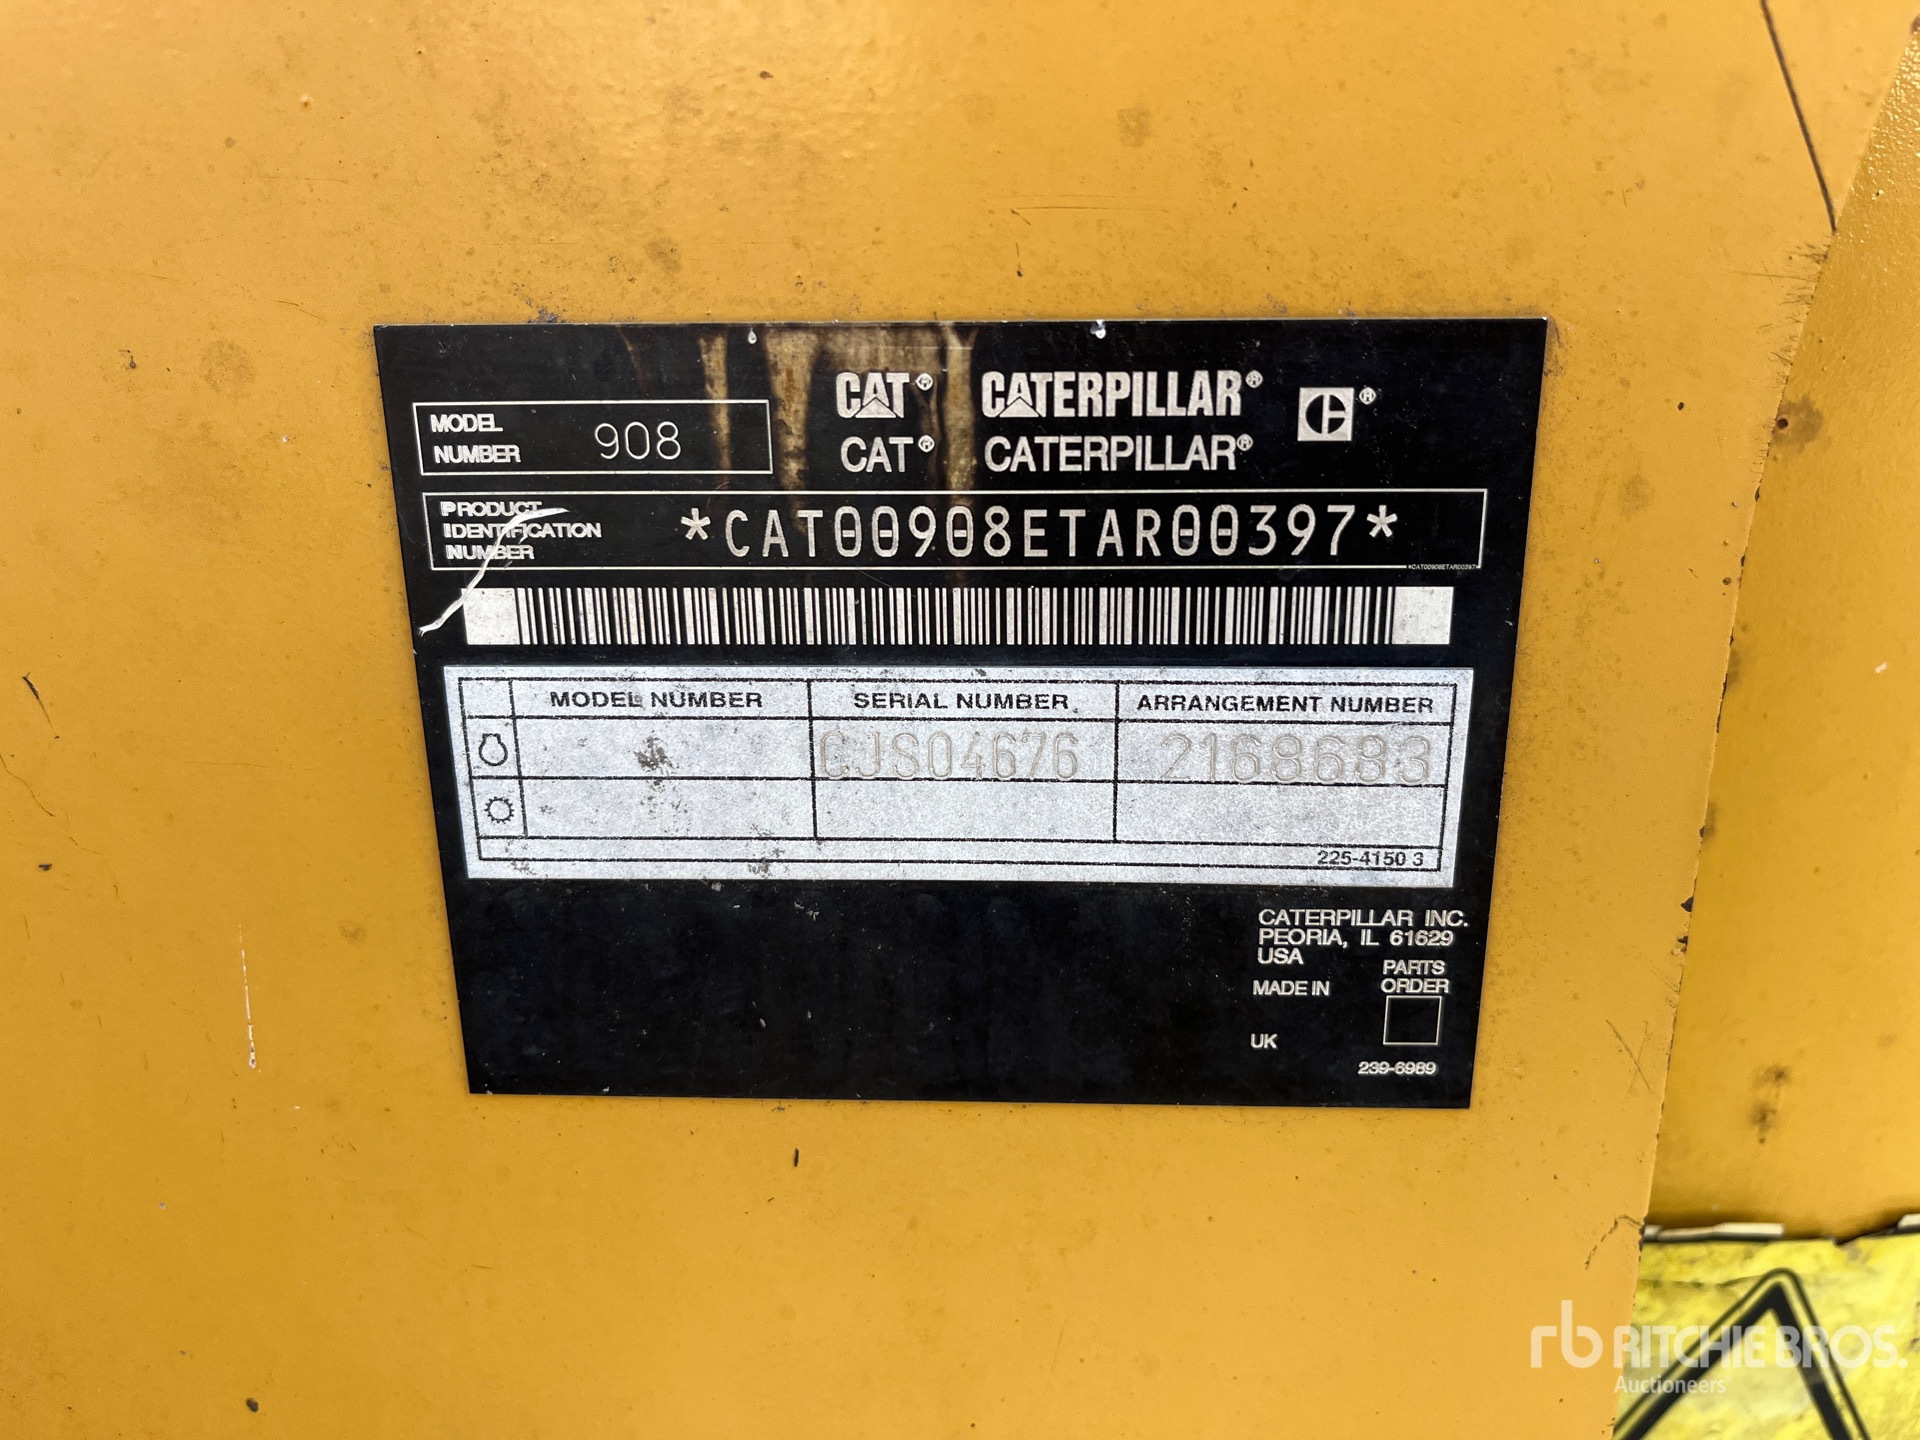 CAT® CATERPILLAR® ®
CAT® CATERPILLAR®
MODEL
NUMBER 908
PRODUCT
IDENTIFICATION
NUMBER
*CAT00908ETAR00397*
*CAT00908ETAR00397*
MODEL NUMBER SERIAL NUMBER ARRANGEMENT NUMBER
CJS04676 2168683
225-4150 3
CATERPILLAR INC.
PEORIA, IL 61629
USA
MADE IN
UK
PARTS
ORDER
239-6989
rb RITCHIE BROS.
Auctioneers